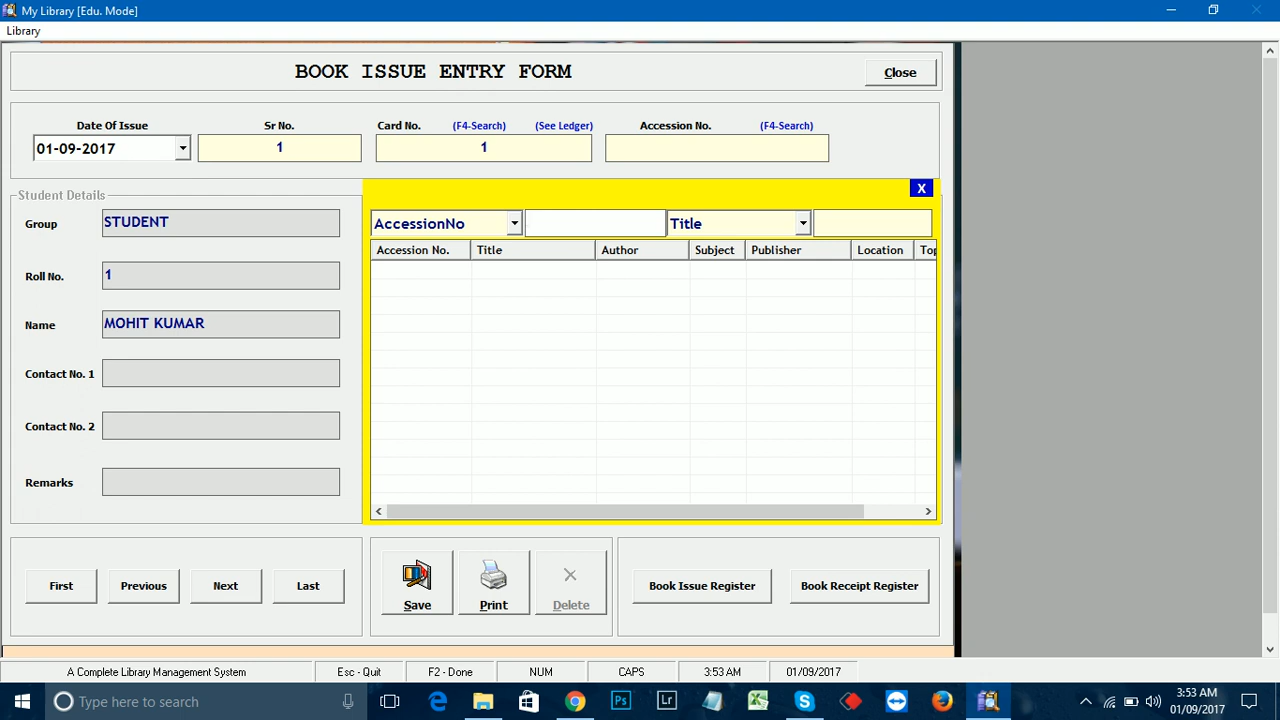 My Library [Edu. Mode]
Library
BOOK ISSUE ENTRY FORM
Close
Date Of Issue
Sr No.
Card No. (F4-Search) (See Ledger)
Accession No. (F4-Search)
01-09-2017
1
1
Student Details
X
Group STUDENT
AccessionNo
Title
Accession No. Title Author Subject Publisher Location Top
Roll No. 1
Name MOHIT KUMAR
Contact No. 1
Contact No. 2
Remarks
First
Previous
Next
Last
Save
Print
Delete
Book Issue Register
Book Receipt Register
A Complete Library Management System
Esc - Quit
F2 - Done
NUM
CAPS
3:53 AM
01/09/2017
Type here to search
Ps
Lr
3:53 AM
01/09/2017